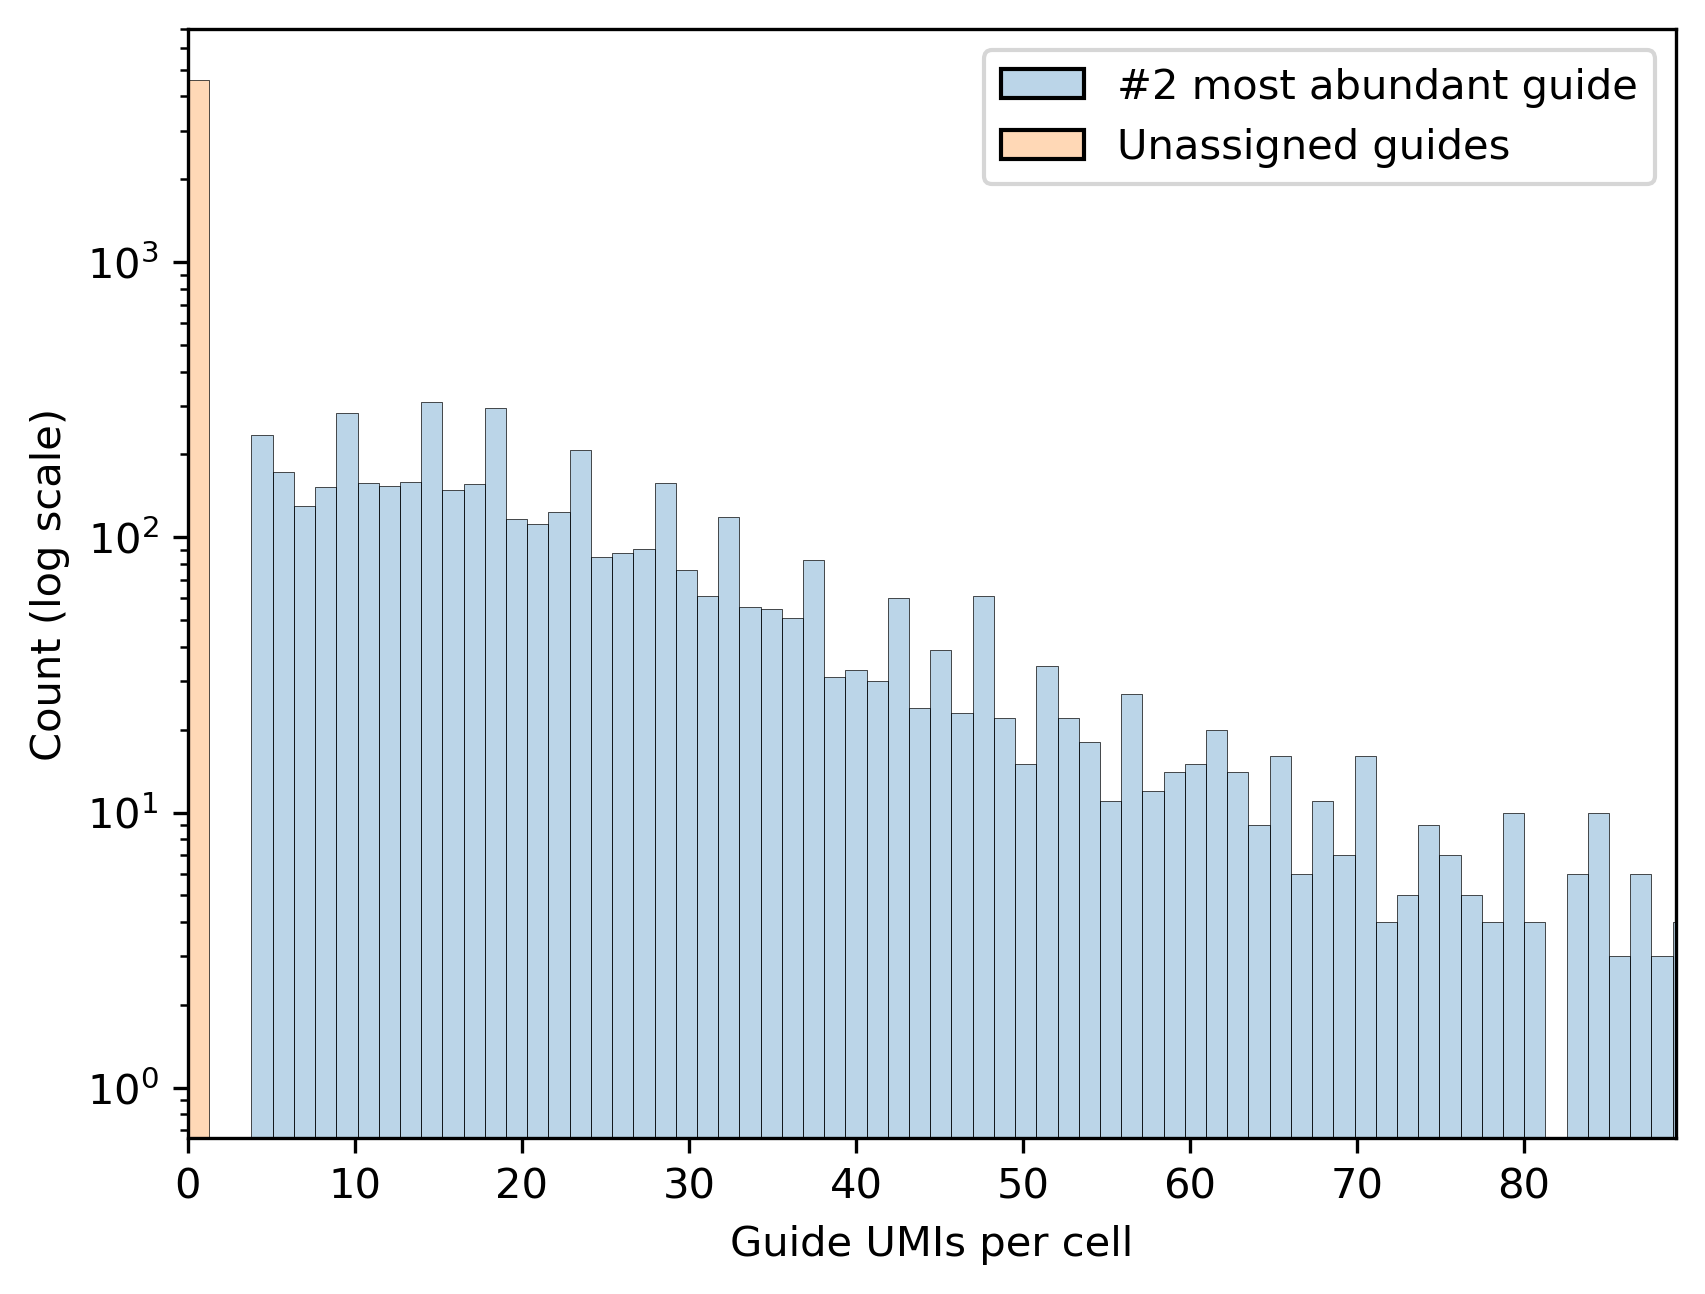 #2 most abundant guide
Unassigned guides
Count (log scale)
10³
10²
10¹
10⁰
0 10 20 30 40 50 60 70 80
Guide UMIs per cell